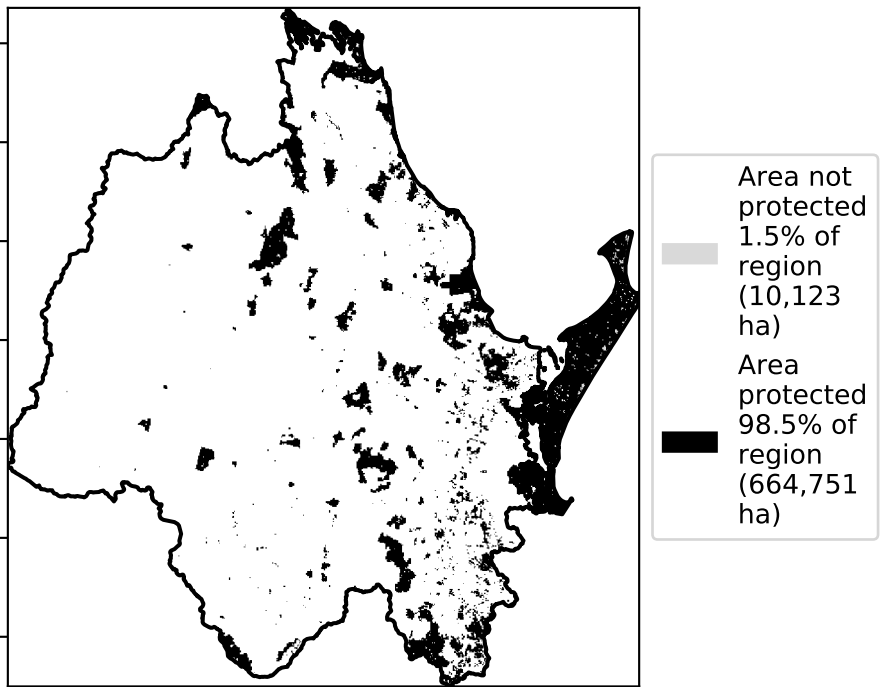 Area not
protected
1.5% of
region
(10,123
ha)
Area
protected
98.5% of
region
(664,751
ha)